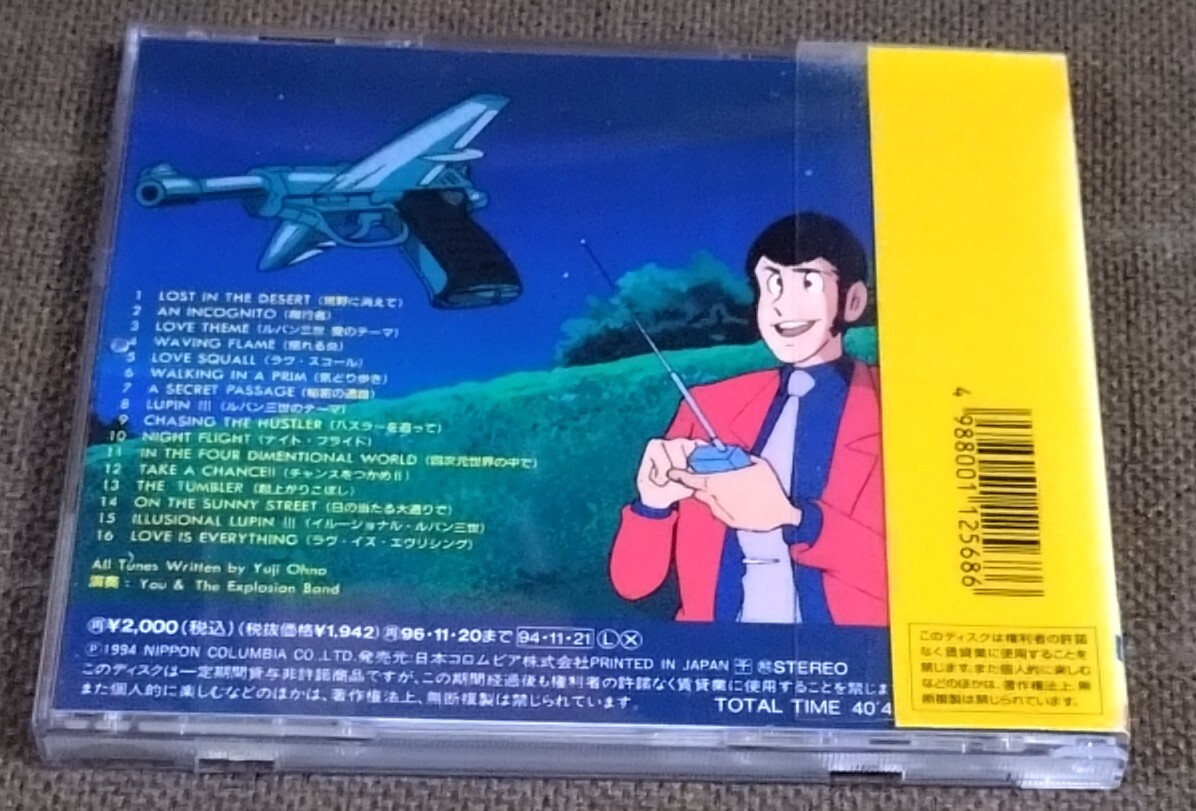 1 LOST IN THE DESERT (荒野に消えて)
2 AN INCOGNITO (飛行者)
3 LOVE THEME (ルパン三世 愛のテーマ)
4 WAVING FLAME (揺れる炎)
5 LOVE SQUALL (ラヴ・スコール)
6 WALKING IN A PRIM (気どり歩き)
7 A SECRET PASSAGE (秘密の通路)
8 LUPIN III (ルパン三世のテーマ)
9 CHASING THE HUSTLER (ハスラーを追って)
10 NIGHT FLIGHT (ナイト・フライト)
11 IN THE FOUR DIMENTIONAL WORLD (四次元世界の中で)
12 TAKE A CHANCE!! (チャンスをつかめ!!)
13 THE TUMBLER (起上がりこぼし)
14 ON THE SUNNY STREET (日の当たる大通りで)
15 ILLUSIONAL LUPIN III (イルージョナル・ルパン三世)
16 LOVE IS EVERYTHING (ラヴ・イズ・エヴリシング)
All Tunes Written by Yuji Ohno
演奏: You & The Explosion Band
再¥2,000(税込)(税抜価格¥1,942)再96・11・20まで 94・11・21 L X
Ⓟ1994 NIPPON COLUMBIA CO.,LTD.発売元:日本コロムビア株式会社PRINTED IN JAPAN STEREO
このディスクは一定期間貸与非許諾商品ですが、この期間経過後も権利者の許諾なく賃貸業に使用することを禁じま
また個人的に楽しむなどのほかは、著作権法上、無断複製は禁じられています。
TOTAL TIME 40'4
4 988001 125686
このディスクは権利者の許諾
なく賃貸業に使用することを
禁じます。また個人的に楽しむ
などのほかは、著作権法上、無
断複製は禁じられています。